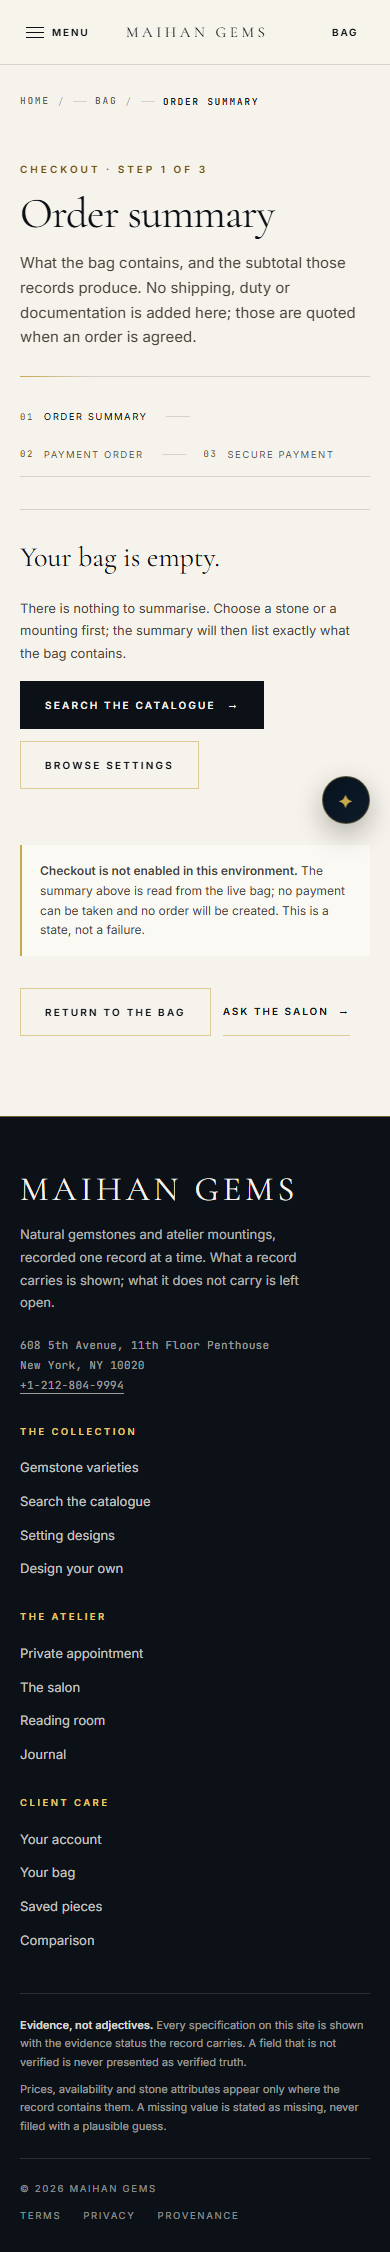 MENU
MAIHAN GEMS
BAG
HOME / — BAG / — ORDER SUMMARY
CHECKOUT · STEP 1 OF 3
Order summary
What the bag contains, and the subtotal those
records produce. No shipping, duty or
documentation is added here; those are quoted
when an order is agreed.
01 ORDER SUMMARY
02 PAYMENT ORDER
03 SECURE PAYMENT
Your bag is empty.
There is nothing to summarise. Choose a stone or a
mounting first; the summary will then list exactly what
the bag contains.
SEARCH THE CATALOGUE →
BROWSE SETTINGS
Checkout is not enabled in this environment. The
summary above is read from the live bag; no payment
can be taken and no order will be created. This is a
state, not a failure.
RETURN TO THE BAG
ASK THE SALON →
MAIHAN GEMS
Natural gemstones and atelier mountings,
recorded one record at a time. What a record
carries is shown; what it does not carry is left
open.
608 5th Avenue, 11th Floor Penthouse
New York, NY 10020
+1-212-804-9994
THE COLLECTION
Gemstone varieties
Search the catalogue
Setting designs
Design your own
THE ATELIER
Private appointment
The salon
Reading room
Journal
CLIENT CARE
Your account
Your bag
Saved pieces
Comparison
Evidence, not adjectives. Every specification on this site is shown
with the evidence status the record carries. A field that is not
verified is never presented as verified truth.
Prices, availability and stone attributes appear only where the
record contains them. A missing value is stated as missing, never
filled with a plausible guess.
© 2026 MAIHAN GEMS
TERMS PRIVACY PROVENANCE